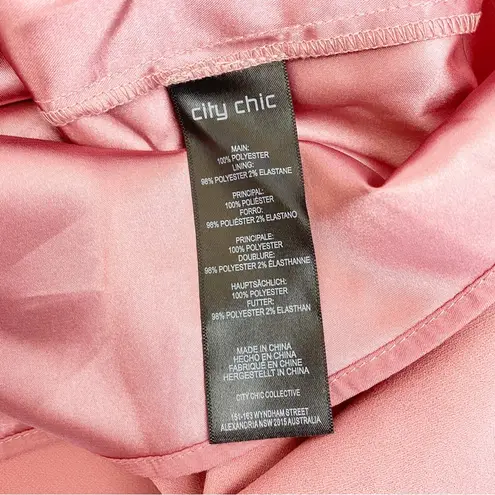 city chic
MAIN:
100% POLYESTER
LINING:
98% POLYESTER 2% ELASTANE
PRINCIPAL:
100% POLIÉSTER
FORRO:
98% POLIÉSTER 2% ELASTANO
PRINCIPALE:
100% POLYESTER
DOUBLURE:
98% POLYESTER 2% ÉLASTHANNE
HAUPTSÄCHLICH:
100% POLYESTER
FUTTER:
98% POLYESTER 2% ELASTHAN
MADE IN CHINA
HECHO EN CHINA
FABRIQUÉ EN CHINE
HERGESTELLT IN CHINA
CITY CHIC COLLECTIVE
151-163 WYNDHAM STREET
ALEXANDRIA NSW 2015 AUSTRALIA